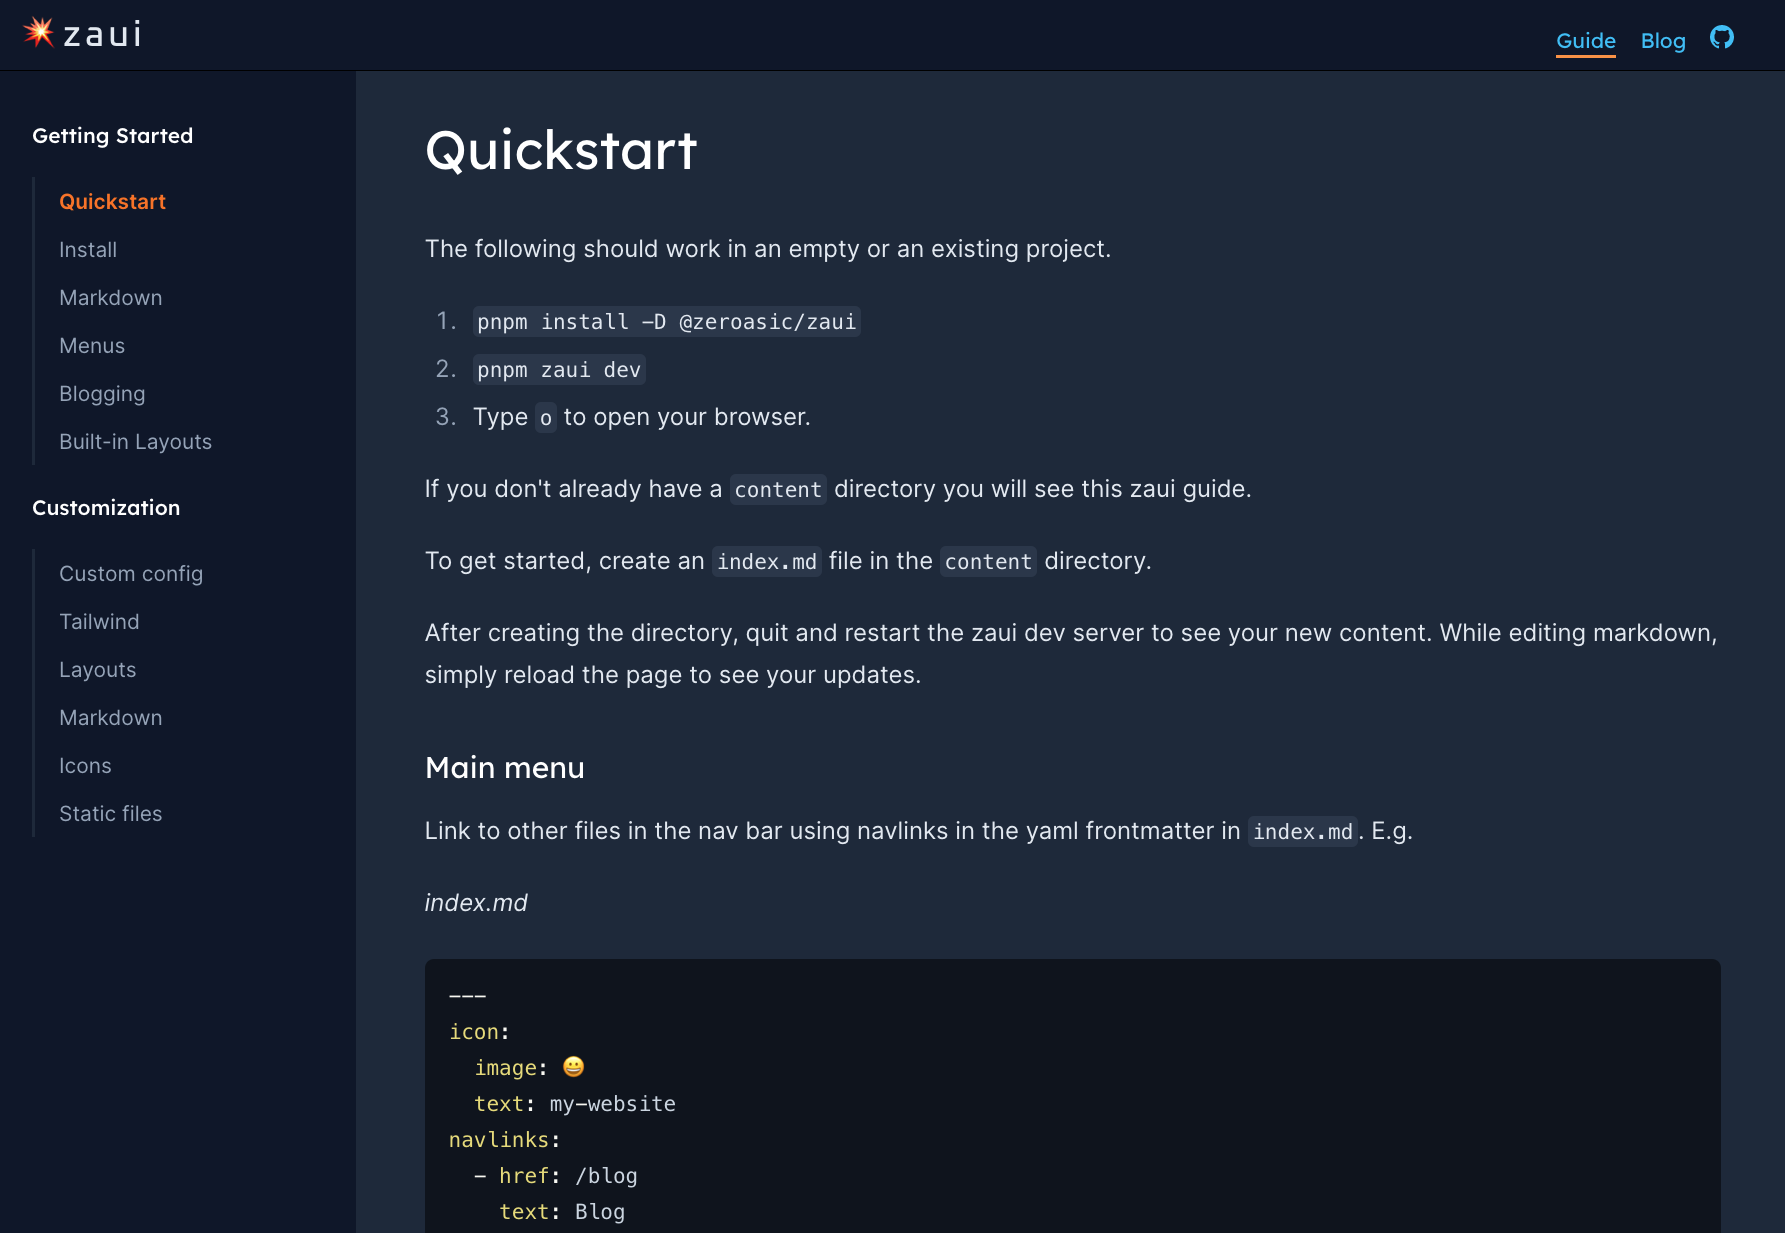 💥 zaui
Guide Blog
Getting Started
Quickstart
Install
Markdown
Menus
Blogging
Built-in Layouts
Customization
Custom config
Tailwind
Layouts
Markdown
Icons
Static files
Quickstart
The following should work in an empty or an existing project.
1. pnpm install -D @zeroasic/zaui
2. pnpm zaui dev
3. Type o to open your browser.
If you don't already have a content directory you will see this zaui guide.
To get started, create an index.md file in the content directory.
After creating the directory, quit and restart the zaui dev server to see your new content. While editing markdown,
simply reload the page to see your updates.
Main menu
Link to other files in the nav bar using navlinks in the yaml frontmatter in index.md. E.g.
index.md
---
icon:
  image: 😀
  text: my-website
navlinks:
  - href: /blog
    text: Blog